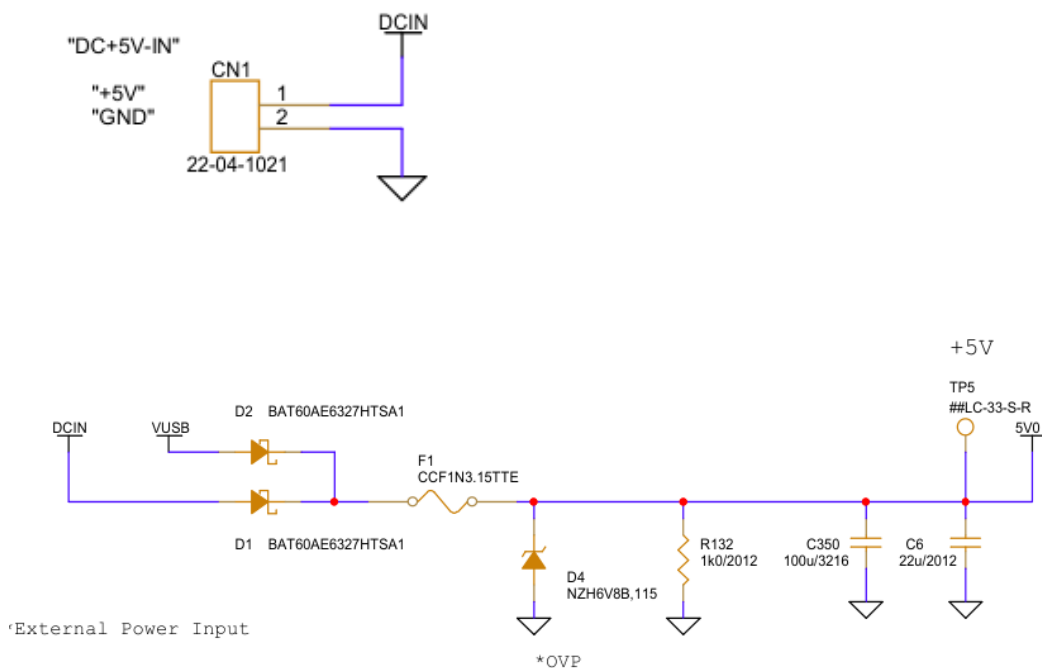 DCIN
"DC+5V-IN"
CN1
"+5V"
1
"GND"
2
22-04-1021
+5V
TP5
##LC-33-S-R
D2 BAT60AE6327HTSA1
DCIN
VUSB
5V0
F1
CCF1N3.15TTE
D1 BAT60AE6327HTSA1
R132
1k0/2012
C350
100u/3216
C6
22u/2012
D4
NZH6V8B,115
External Power Input
*OVP